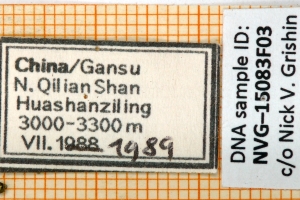 China/Gansu
N. Qilian Shan
Huashanziling
3000-3300 m
VII. 1988. 1989
DNA sample ID:
NVG-15083F03
c/o Nick V. Grishin